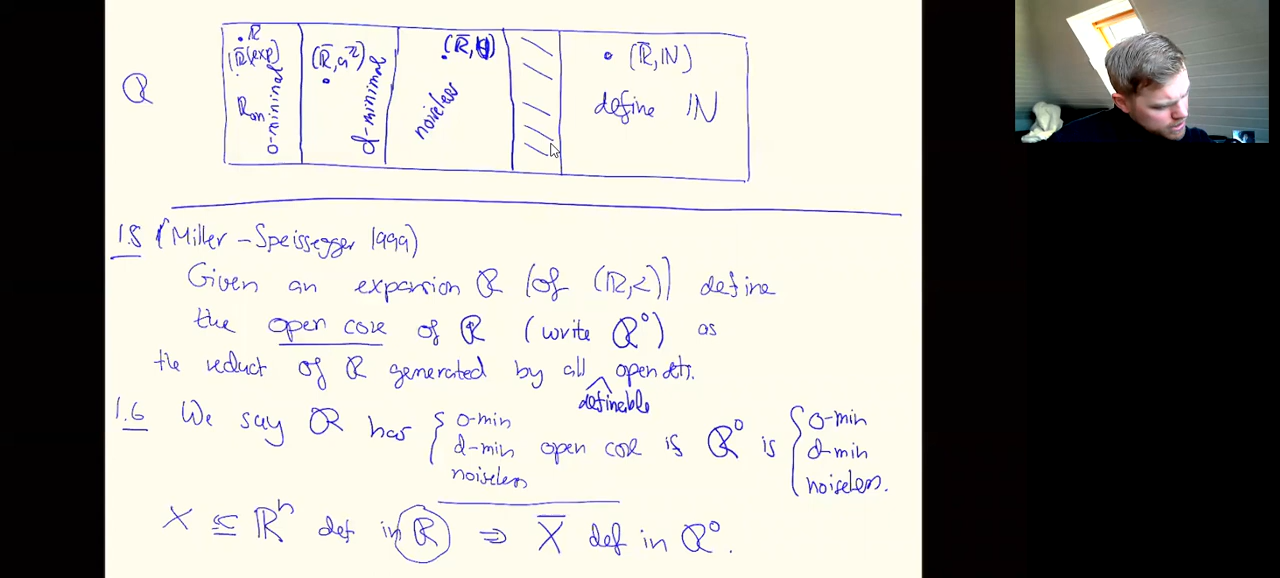 ℝ
ℝ̄ (ℝ̄, a^ℤ) (ℝ̄, ) • (ℝ̄, ℕ)
(ℝ̄, exp) noiseless define ℕ
ℝan
o-minimal
d-minimal
1.5 (Miller-Speissegger 1999)
Given an expansion ℝ (of (ℝ, <)) define
the open core of ℝ (write ℝ°) as
the reduct of ℝ generated by all open sets.
definable
1.6 We say ℝ has { o-min d-min noiseless open core if ℝ° is { o-min d-min noiseless.
X ⊆ ℝⁿ def in ℝ ⇒ X̄ def in ℝ°.